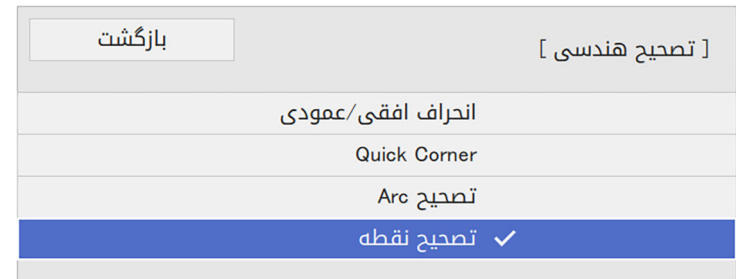 [ تصحیح هندسی ]
بازگشت
انحراف افقی/عمودی
Quick Corner
تصحیح Arc
تصحیح نقطه